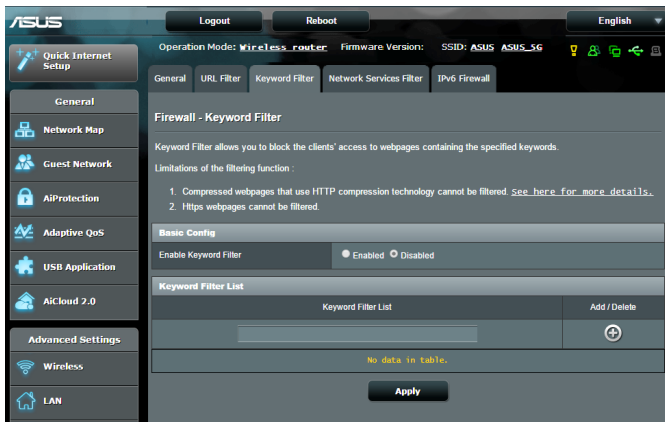 ASUS
Logout
Reboot
English
Quick Internet
Setup
Operation Mode: Wireless router Firmware Version: SSID: ASUS ASUS_5G
General
URL Filter
Keyword Filter
Network Services Filter
IPv6 Firewall
General
Network Map
Guest Network
AiProtection
Adaptive QoS
USB Application
AiCloud 2.0
Advanced Settings
Wireless
LAN
Firewall - Keyword Filter
Keyword Filter allows you to block the clients' access to webpages containing the specified keywords.
Limitations of the filtering function :
1. Compressed webpages that use HTTP compression technology cannot be filtered. See here for more details.
2. Https webpages cannot be filtered.
Basic Config
Enable Keyword Filter
Enabled Disabled
Keyword Filter List
Keyword Filter List
Add / Delete
No data in table.
Apply